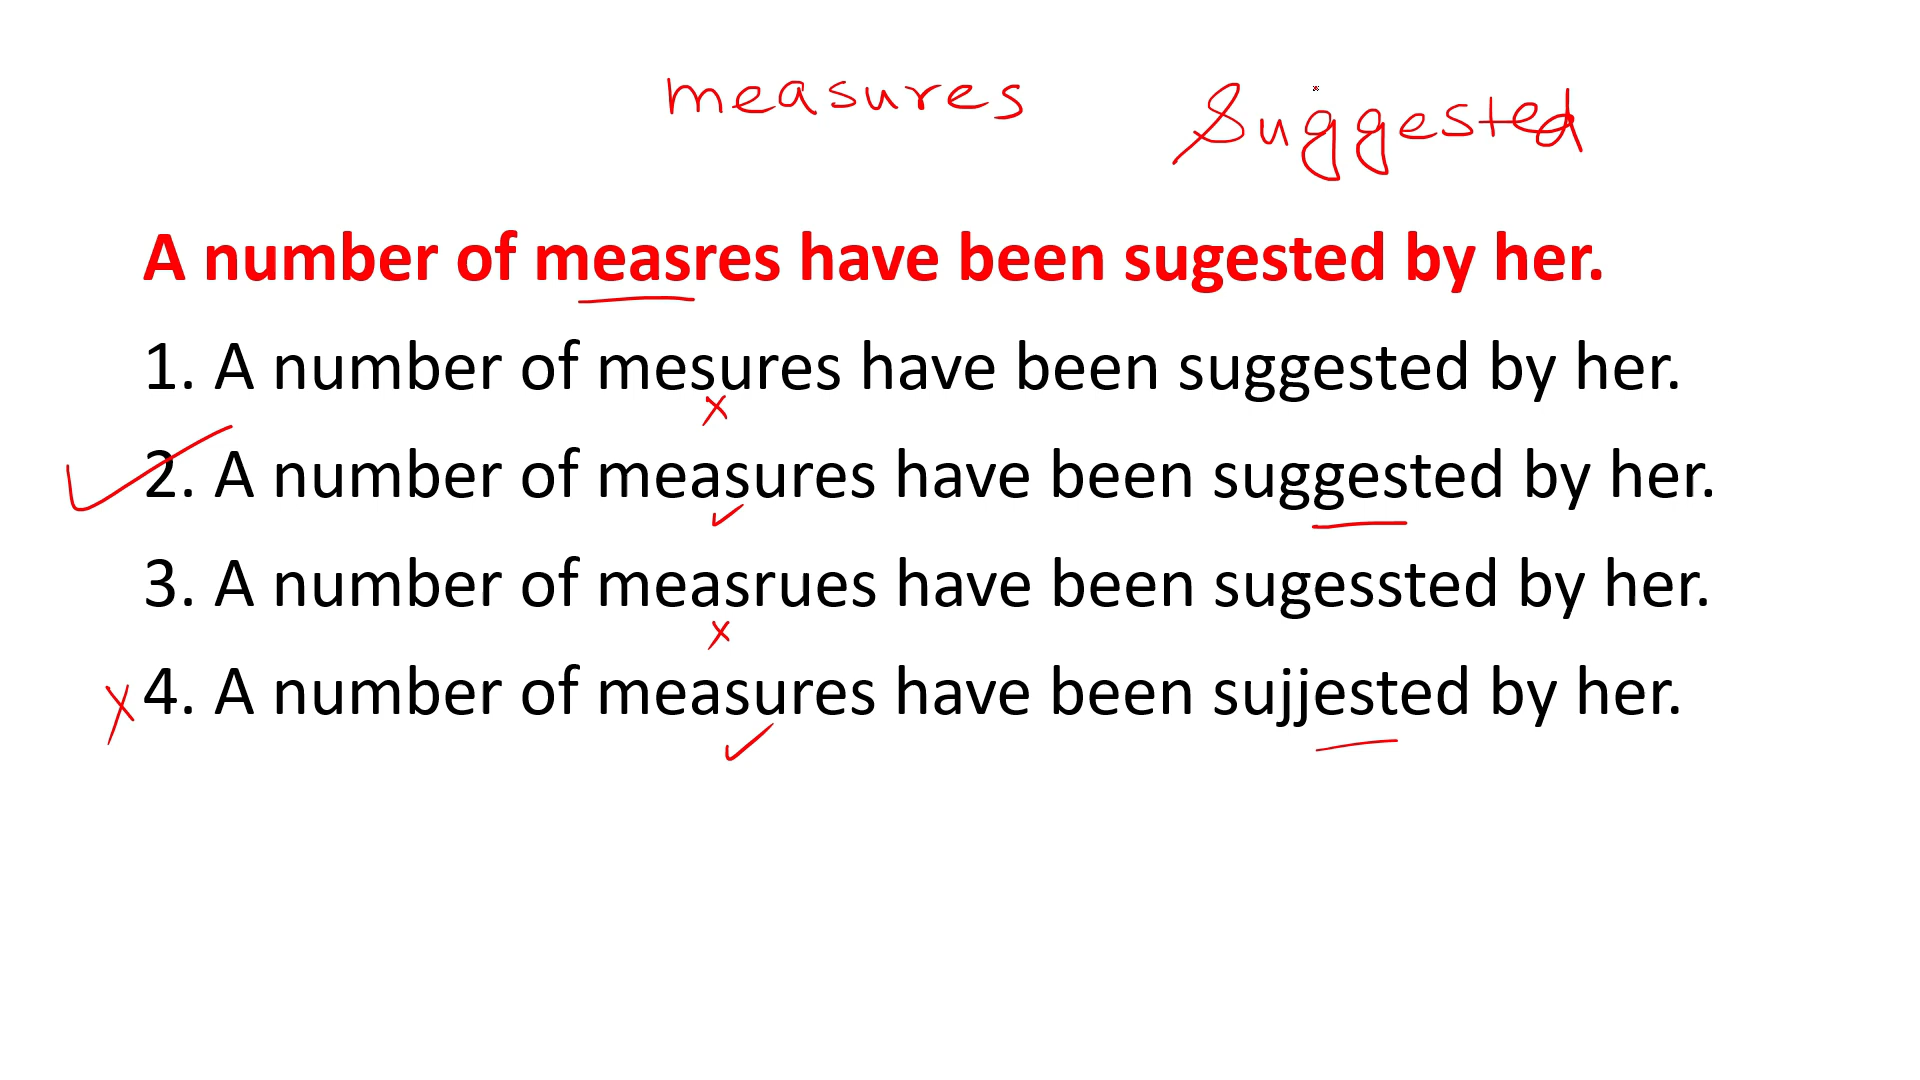 measures Suggested
A number of measres have been sugested by her.
1. A number of mesures have been suggested by her.
2. A number of measures have been suggested by her.
3. A number of measrues have been sugessted by her.
4. A number of measures have been sujjested by her.